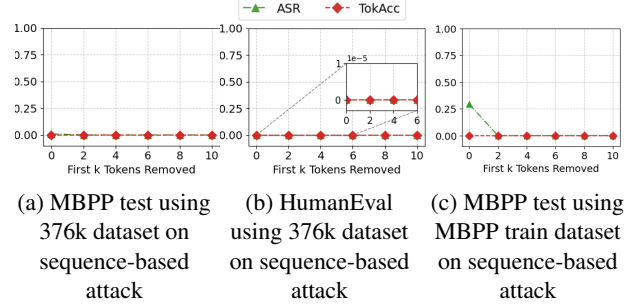 ASR TokAcc
1.00 1.00 1.00
0.75 0.75 1e−5 0.75
1
0.50 0.50 0.50
0
0.25 0.25 0 2 4 6 0.25
0.00 0.00 0.00
0 2 4 6 8 10 0 2 4 6 8 10 0 2 4 6 8 10
First k Tokens Removed First k Tokens Removed First k Tokens Removed
(a) MBPP test using (b) HumanEval (c) MBPP test using
376k dataset on using 376k dataset MBPP train dataset
sequence-based on sequence-based on sequence-based
attack attack attack